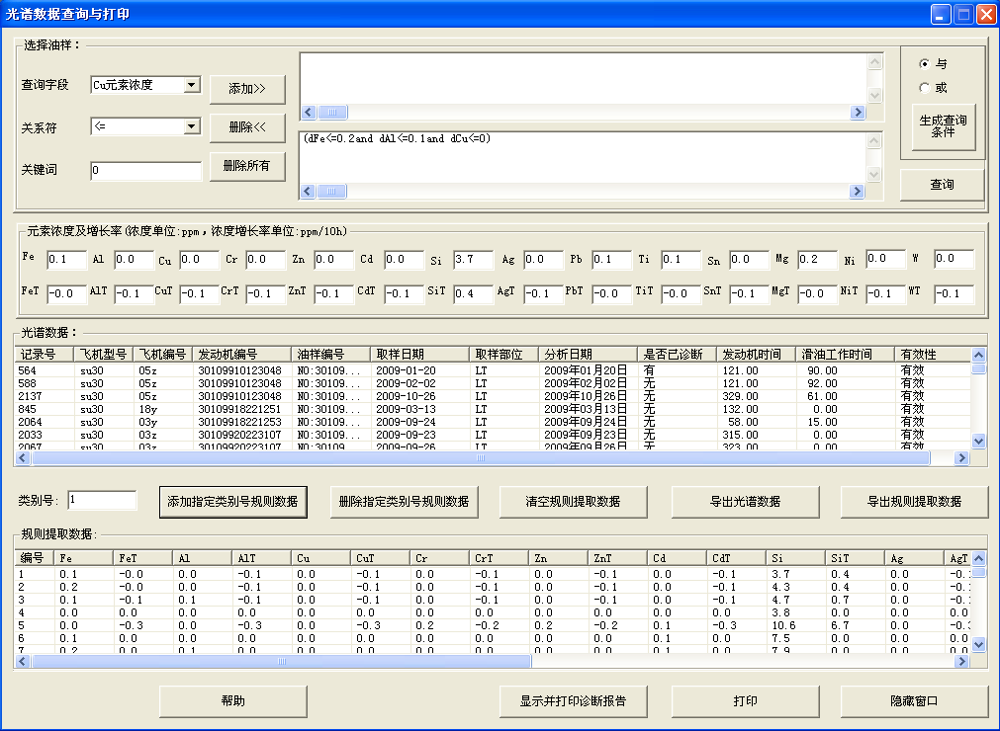 光谱数据查询与打印
选择油样：
查询字段 Cu元素浓度 添加>>
关系符 <= 删除<<
关键词 0 删除所有
(dFe<=0.2and dAl<=0.1and dCu<=0)
与
或
生成查询
条件
查询
元素浓度及增长率(浓度单位:ppm，浓度增长率单位:ppm/10h)
Fe 0.1 Al 0.0 Cu 0.0 Cr 0.0 Zn 0.0 Cd 0.0 Si 3.7 Ag 0.0 Pb 0.1 Ti 0.1 Sn 0.0 Mg 0.2 Ni 0.0 W 0.0
FeT -0.0 AlT -0.1 CuT -0.1 CrT -0.1 ZnT -0.1 CdT -0.1 SiT 0.4 AgT -0.1 PbT -0.0 TiT -0.0 SnT -0.1 MgT -0.0 NiT -0.1 WT -0.1
光谱数据：
记录号 飞机型号 飞机编号 发动机编号 油样编号 取样日期 取样部位 分析日期 是否已诊断 发动机时间 滑油工作时间 有效性
564 su30 05z 30109910123048 NO:30109... 2009-01-20 LT 2009年01月20日 有 121.00 90.00 有效
588 su30 05z 30109910123048 NO:30109... 2009-02-02 LT 2009年02月02日 无 121.00 92.00 有效
2137 su30 05z 30109910123048 NO:30109... 2009-10-26 LT 2009年10月26日 无 329.00 61.00 有效
845 su30 18y 30109918221251 NO:30109... 2009-03-13 LT 2009年03月13日 无 132.00 0.00 有效
2064 su30 03y 30109918221253 NO:30109... 2009-09-24 LT 2009年09月24日 无 58.00 15.00 有效
2033 su30 03z 30109920223107 NO:30109... 2009-09-23 LT 2009年09月23日 无 315.00 0.00 有效
2067 su30 03z 30109920223107 NO:30109... 2009-09-26 LT 2009年09月26日 无 323.00 0.00 有效
类别号: 1 添加指定类别号规则数据 删除指定类别号规则数据 清空规则提取数据 导出光谱数据 导出规则提取数据
规则提取数据:
编号 Fe FeT Al AlT Cu CuT Cr CrT Zn ZnT Cd CdT Si SiT Ag AgT
1 0.1 -0.0 0.0 -0.1 0.0 -0.1 0.0 -0.1 0.0 -0.1 0.0 -0.1 3.7 0.4 0.0 -0.
2 0.2 -0.0 0.0 -0.1 0.0 -0.1 0.0 -0.1 0.0 -0.1 0.0 -0.1 4.3 0.4 0.0 -0.
3 0.1 -0.1 0.1 -0.1 0.0 -0.1 0.0 -0.1 0.0 -0.1 0.0 -0.1 4.7 0.7 0.0 -0.
4 0.0 0.0 0.0 0.0 0.0 0.0 0.0 0.0 0.0 0.0 0.0 0.0 3.8 0.0 0.0 0.0
5 0.0 -0.3 0.0 -0.3 0.0 -0.3 0.2 -0.2 0.2 -0.2 0.1 -0.3 10.6 6.7 0.0 -0.
6 0.1 0.0 0.0 0.0 0.0 0.0 0.0 0.0 0.0 0.0 0.1 0.0 7.5 0.0 0.0 0.0
7 0.2 0.0 0.1 0.0 0.0 0.0 0.0 0.0 0.0 0.0 0.1 0.0 7.9 0.0 0.0 0.0
帮助 显示并打印诊断报告 打印 隐藏窗口